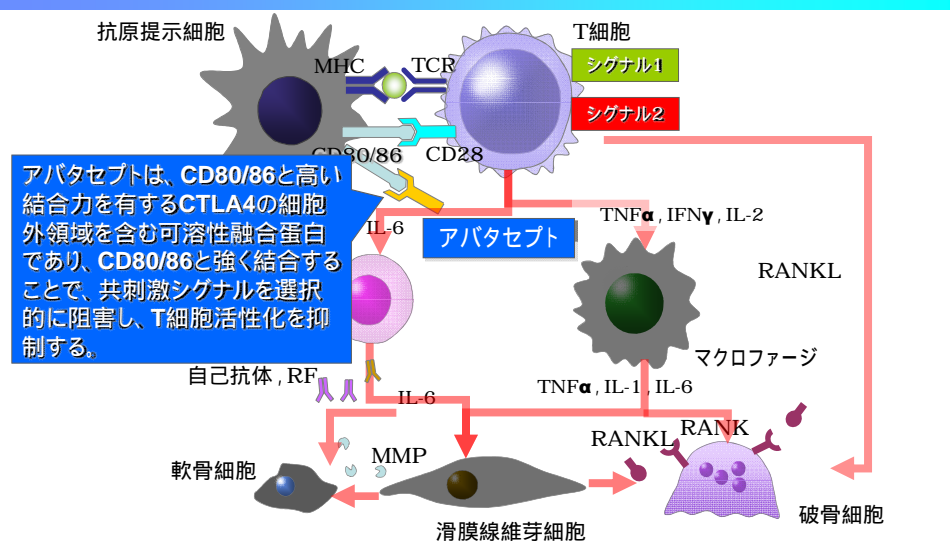 抗原提示細胞
T細胞
MHC
TCR
シグナル1
シグナル2
CD80/86
CD28
アバタセプトは、CD80/86と高い
結合力を有するCTLA4の細胞
外領域を含む可溶性融合蛋白
であり、CD80/86と強く結合する
ことで、共刺激シグナルを選択
的に阻害し、T細胞活性化を抑
制する。
IL-6
アバタセプト
TNFα , IFNγ , IL-2
RANKL
マクロファージ
自己抗体 , RF
IL-6
TNFα , IL-1 , IL-6
RANKL
RANK
軟骨細胞
MMP
滑膜線維芽細胞
破骨細胞